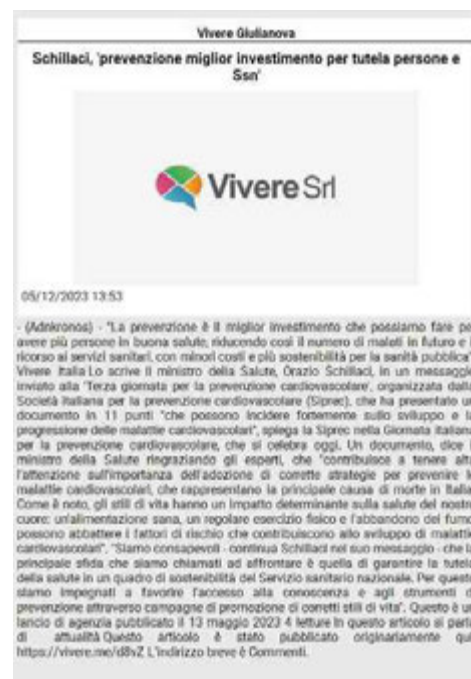 Vivere Giulianova
Schillaci, 'prevenzione miglior investimento per tutela persone e
Ssn'
Vivere Srl
05/12/2023 13:53
- (Adnkronos) - "La prevenzione è il miglior investimento che possiamo fare per
avere più persone in buona salute, riducendo così il numero di malati in futuro e i
ricorso ai servizi sanitari, con minori costi e più sostenibilità per la sanità pubblica"
Vivere Italia Lo scrive il ministro della Salute, Orazio Schillaci, in un messaggi
inviato alla 'Terza giornata per la prevenzione cardiovascolare', organizzata dall
Società italiana per la prevenzione cardiovascolare (Siprec), che ha presentato un
documento in 11 punti "che possono incidere fortemente sullo sviluppo e l
progressione delle malattie cardiovascolari", spiega la Siprec nella Giornata italiana
per la prevenzione cardiovascolare, che si celebra oggi. Un documento, dice i
ministro della Salute ringraziando gli esperti, che "contribuisce a tenere alta
l'attenzione sull'importanza dell'adozione di corrette strategie per prevenire l
malattie cardiovascolari, che rappresentano la principale causa di morte in Italia
Come è noto, gli stili di vita hanno un impatto determinante sulla salute del nostro
cuore: un'alimentazione sana, un regolare esercizio fisico e l'abbandono del fumo
possono abbattere i fattori di rischio che contribuiscono allo sviluppo di malattie
cardiovascolari". "Siamo consapevoli - continua Schillaci nel suo messaggio - che l
principale sfida che siamo chiamati ad affrontare è quella di garantire la tutela
della salute in un quadro di sostenibilità del Servizio sanitario nazionale. Per questo
siamo impegnati a favorire l'accesso alla conoscenza e agli strumenti d
prevenzione attraverso campagne di promozione di corretti stili di vita". Questo è un
lancio di agenzia pubblicato il 13 maggio 2023 4 letture In questo articolo si parla
di attualità Questo articolo è stato pubblicato originariamente qui
https://vivere.me/d8vZ L'indirizzo breve è Commenti.